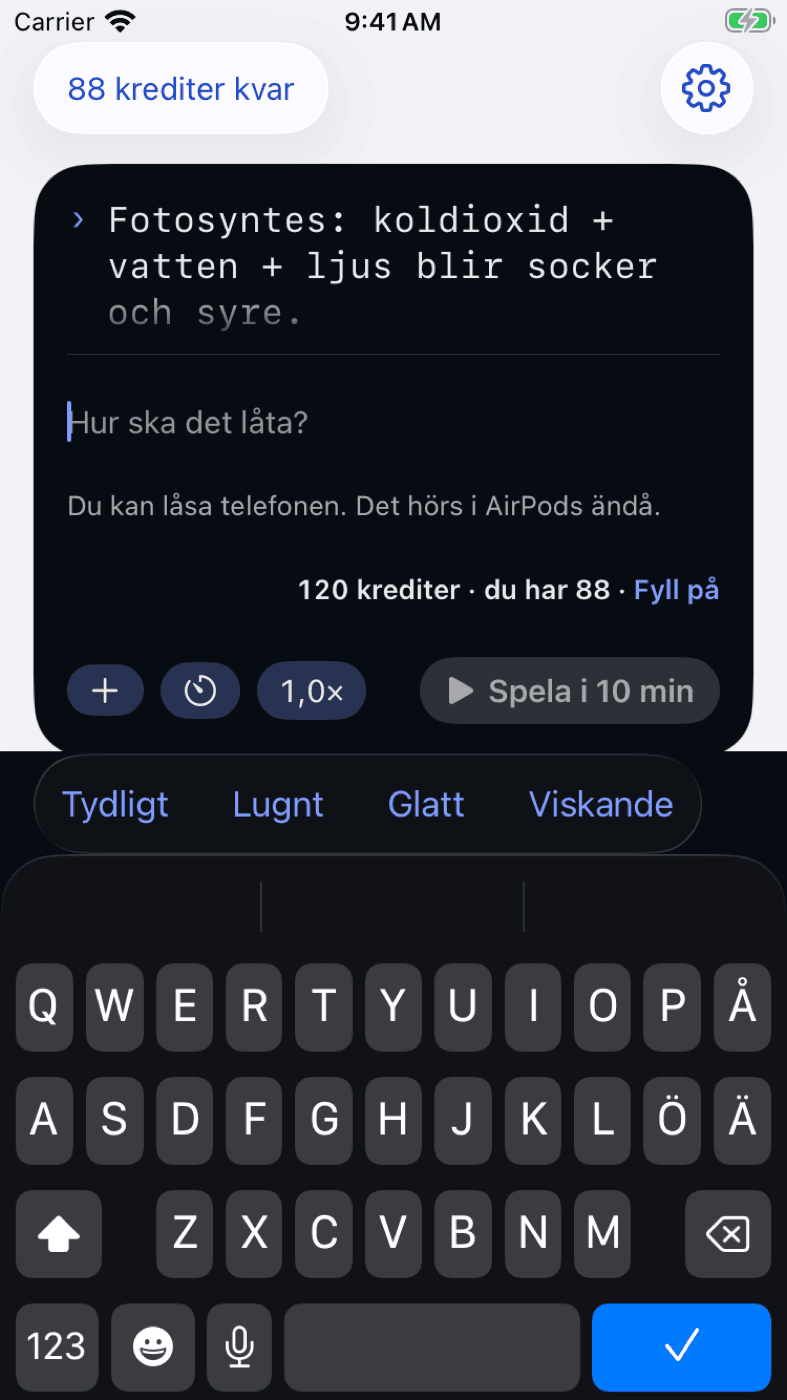 Carrier 9:41 AM
88 krediter kvar
› Fotosyntes: koldioxid +
vatten + ljus blir socker
och syre.
Hur ska det låta?
Du kan låsa telefonen. Det hörs i AirPods ändå.
120 krediter · du har 88 · Fyll på
1,0× Spela i 10 min
Tydligt Lugnt Glatt Viskande
Q W E R T Y U I O P Å
A S D F G H J K L Ö Ä
Z X C V B N M
123